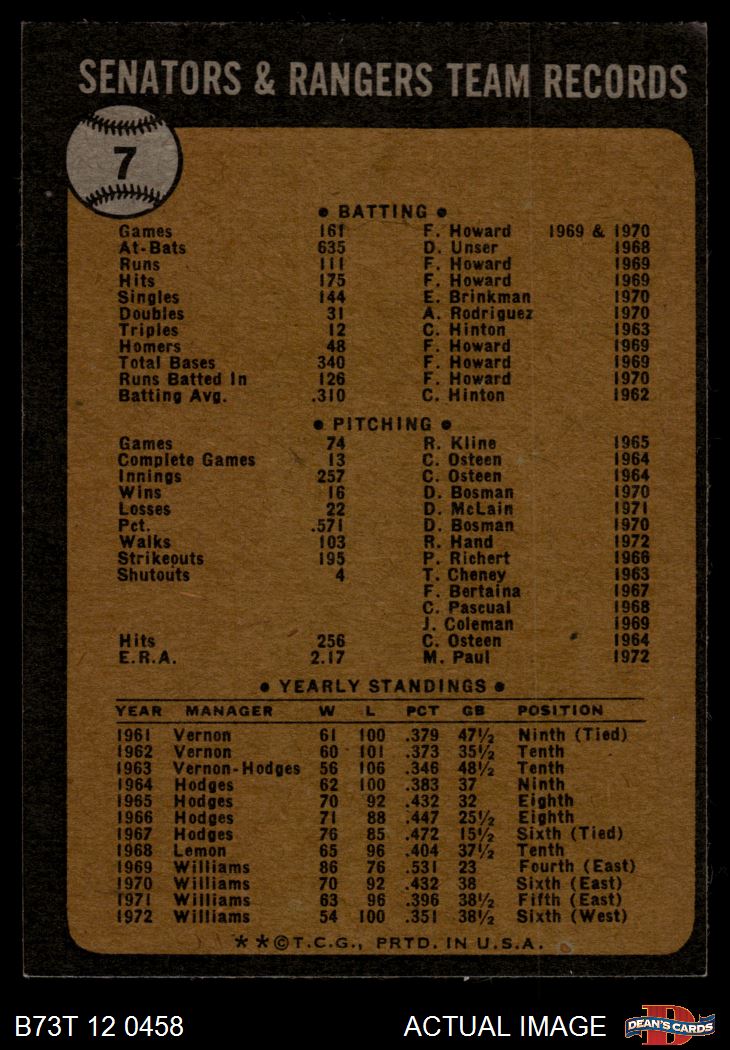 SENATORS & RANGERS TEAM RECORDS
7
• BATTING •
Games 161 F. Howard 1969 & 1970
At-Bats 635 D. Unser 1968
Runs 111 F. Howard 1969
Hits 175 F. Howard 1969
Singles 144 E. Brinkman 1970
Doubles 31 A. Rodriguez 1970
Triples 12 C. Hinton 1963
Homers 48 F. Howard 1969
Total Bases 340 F. Howard 1969
Runs Batted In 126 F. Howard 1970
Batting Avg. .310 C. Hinton 1962
• PITCHING •
Games 74 R. Kline 1965
Complete Games 13 C. Osteen 1964
Innings 257 C. Osteen 1964
Wins 16 D. Bosman 1970
Losses 22 D. McLain 1971
Pct. .571 D. Bosman 1970
Walks 103 R. Hand 1972
Strikeouts 195 P. Richert 1966
Shutouts 4 T. Cheney 1963
F. Bertaina 1967
C. Pascual 1968
J. Coleman 1969
Hits 256 C. Osteen 1964
E.R.A. 2.17 M. Paul 1972
• YEARLY STANDINGS •
YEAR MANAGER W L PCT GB POSITION
1961 Vernon 61 100 .379 47½ Ninth (Tied)
1962 Vernon 60 101 .373 35½ Tenth
1963 Vernon-Hodges 56 106 .346 48½ Tenth
1964 Hodges 62 100 .383 37 Ninth
1965 Hodges 70 92 .432 32 Eighth
1966 Hodges 71 88 .447 25½ Eighth
1967 Hodges 76 85 .472 15½ Sixth (Tied)
1968 Lemon 65 96 .404 37½ Tenth
1969 Williams 86 76 .531 23 Fourth (East)
1970 Williams 70 92 .432 38 Sixth (East)
1971 Williams 63 96 .396 38½ Fifth (East)
1972 Williams 54 100 .351 38½ Sixth (West)
★★©T.C.G., PRTD. IN U.S.A.
B73T 12 0458 ACTUAL IMAGE D DEAN'S CARDS